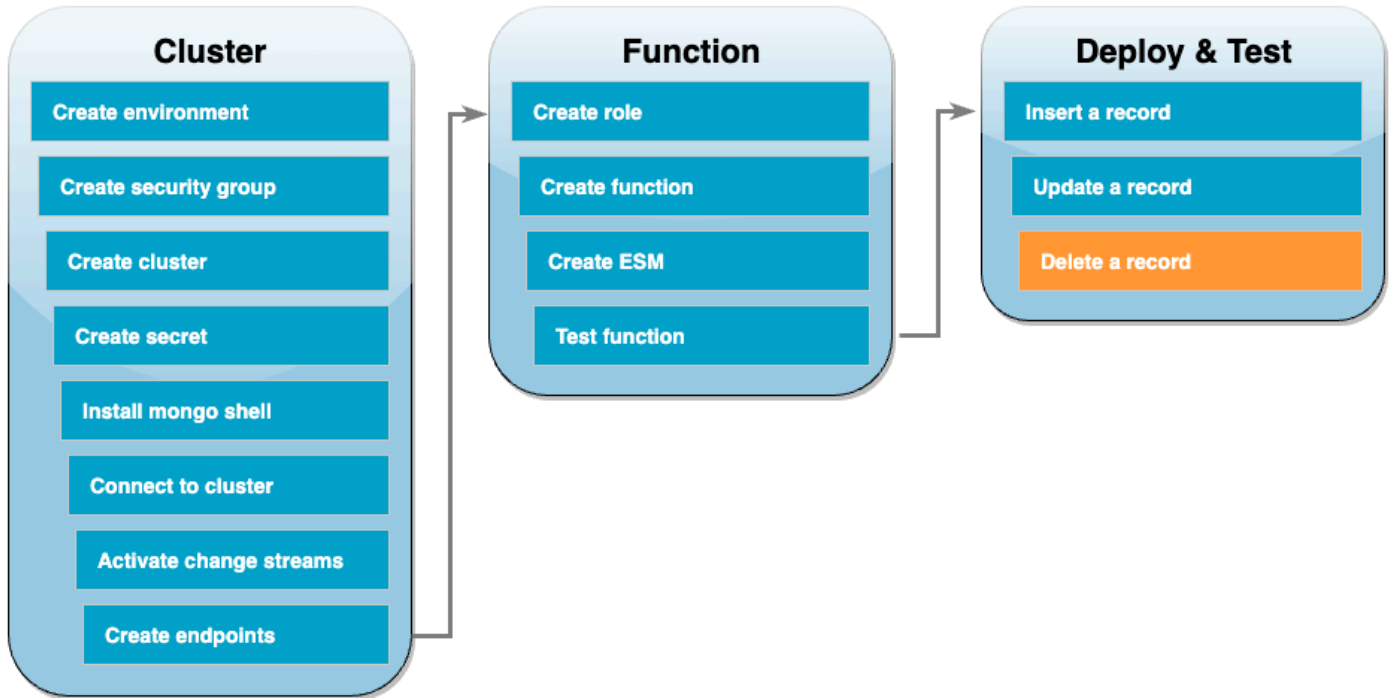 Cluster
Create environment
Create security group
Create cluster
Create secret
Install mongo shell
Connect to cluster
Activate change streams
Create endpoints
Function
Create role
Create function
Create ESM
Test function
Deploy & Test
Insert a record
Update a record
Delete a record